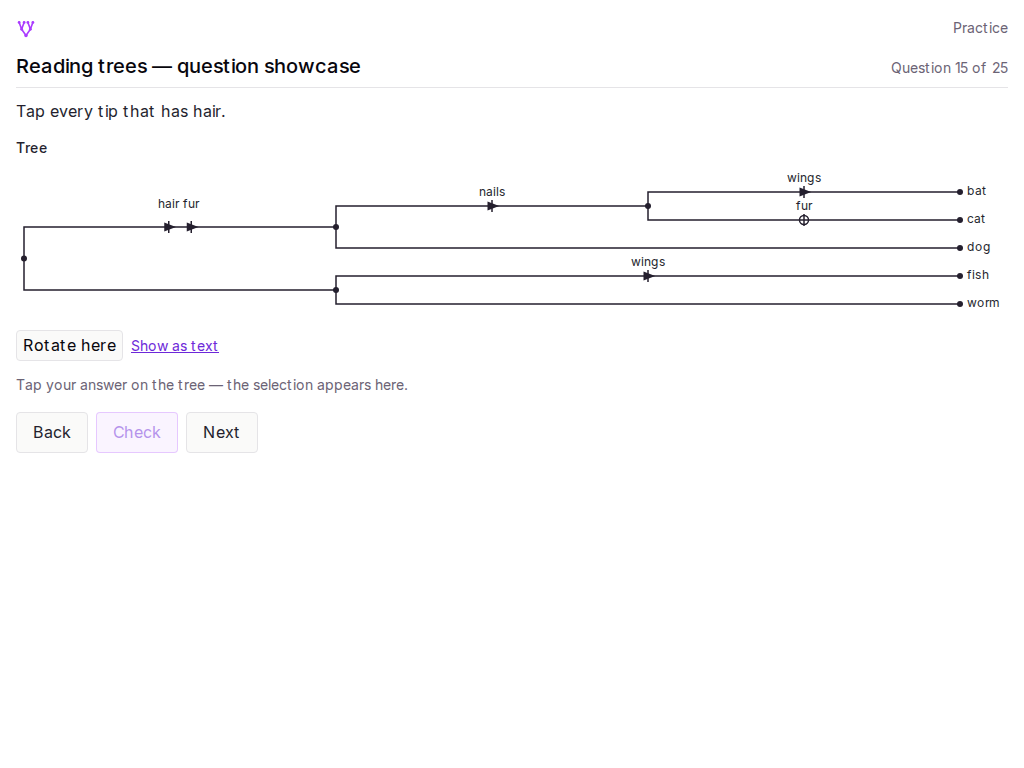 Practice
Reading trees — question showcase
Question 15 of 25
Tap every tip that has hair.
Tree
wings
bat
nails
hair fur
fur
cat
dog
wings
fish
worm
Rotate here
Show as text
Tap your answer on the tree — the selection appears here.
Back
Check
Next